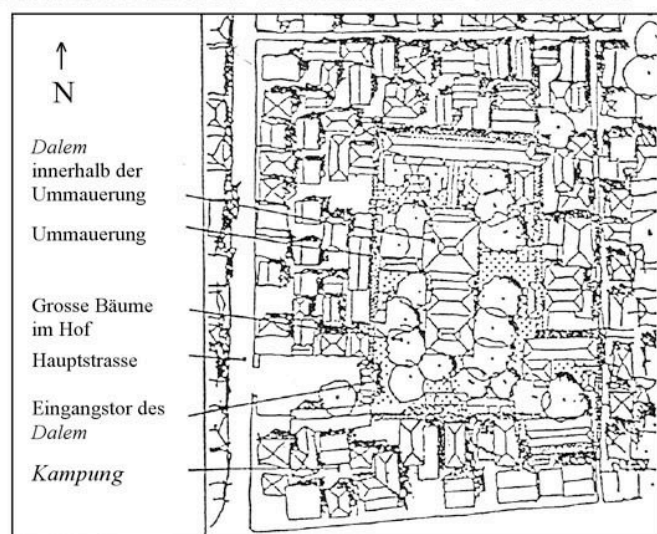 N
Dalem
innerhalb der
Ummauerung
Ummauerung
Grosse Bäume
im Hof
Hauptstrasse
Eingangstor des
Dalem
Kampung